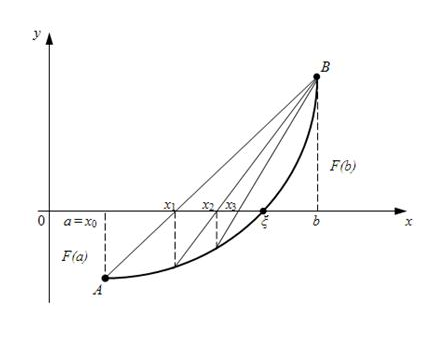 y
B
F(b)
x₁ x₂ x₃
0 a = x₀ ξ b x
F(a)
A